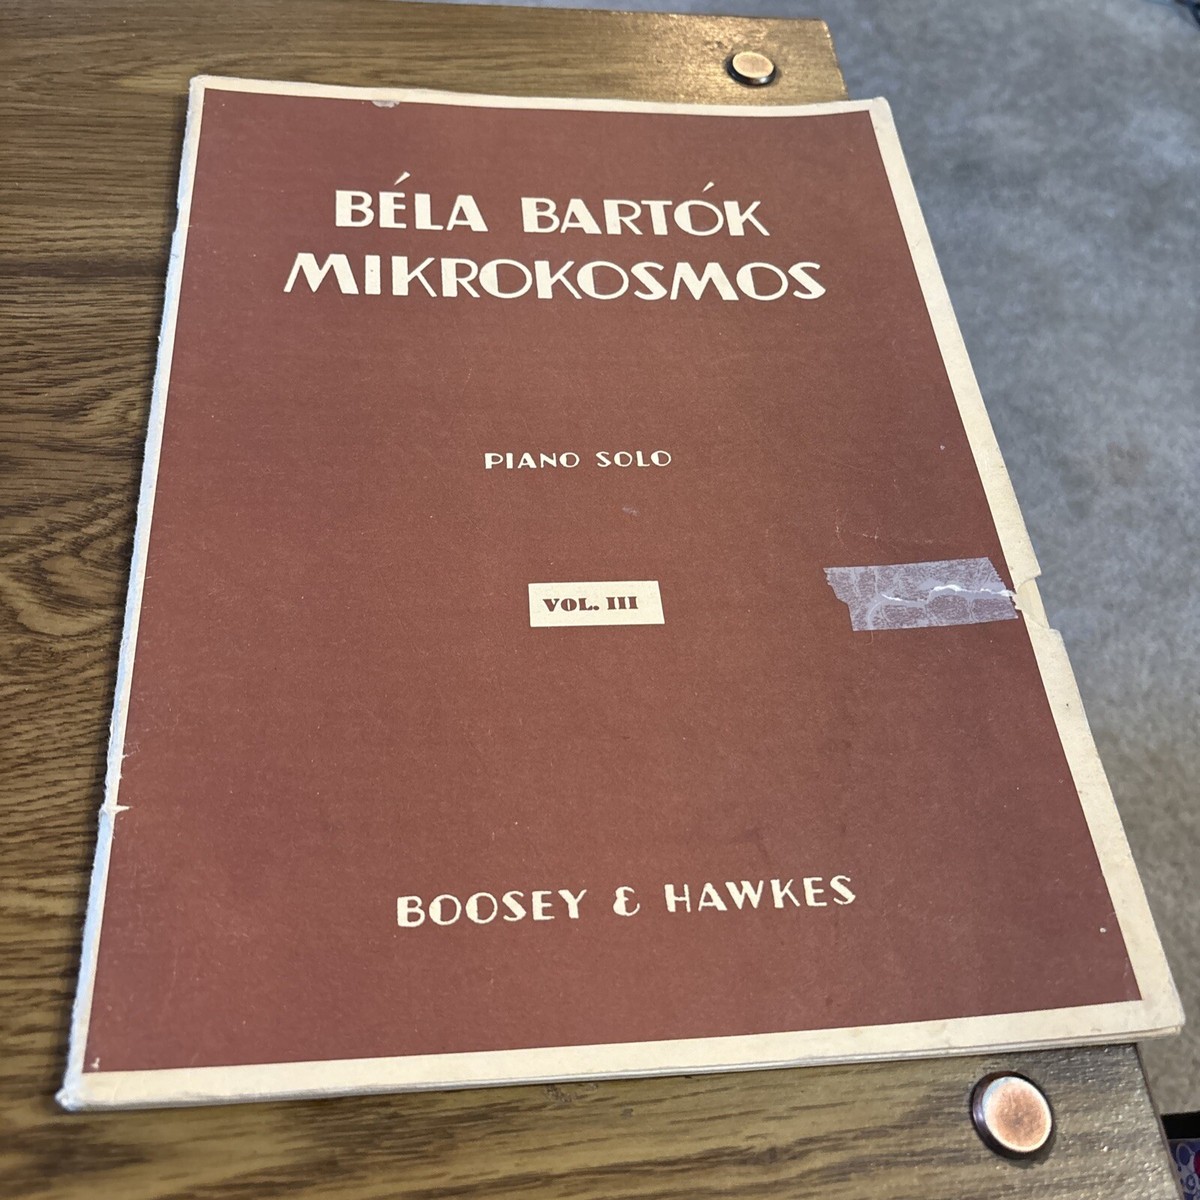 BÉLA BARTÓK
MIKROKOSMOS
PIANO SOLO
VOL. III
BOOSEY & HAWKES